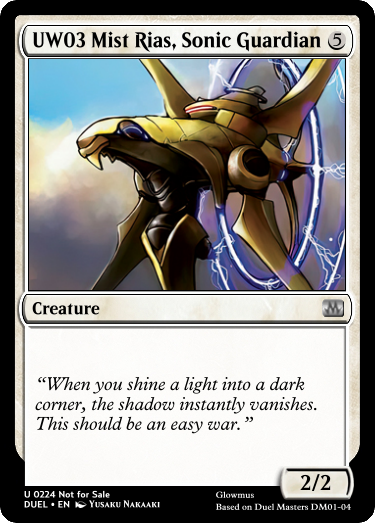 UW03 Mist Rias, Sonic Guardian 5
Creature
“When you shine a light into a dark
corner, the shadow instantly vanishes.
This should be an easy war.”
2/2
U 0224 Not for Sale
DUEL • EN Yusaku Nakaaki
Glowmus
Based on Duel Masters DM01-04